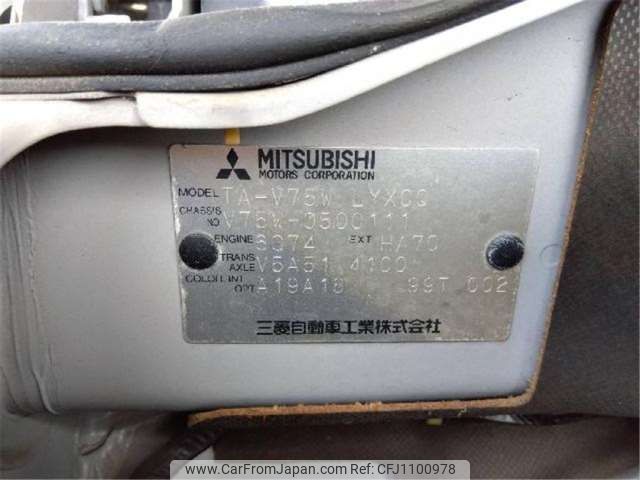 MITSUBISHI
MOTORS CORPORATION
MODEL TA-V75W LYXCQ
CHASSIS NO V75W-0500111
ENGINE 6G74 EXT HA70
TRANS AXLE V5A51 4100
COLOR, INT OPT A19A18 99T 002
三菱自動車工業株式会社
www.CarFromJapan.com | REF ID: CFJ1100978